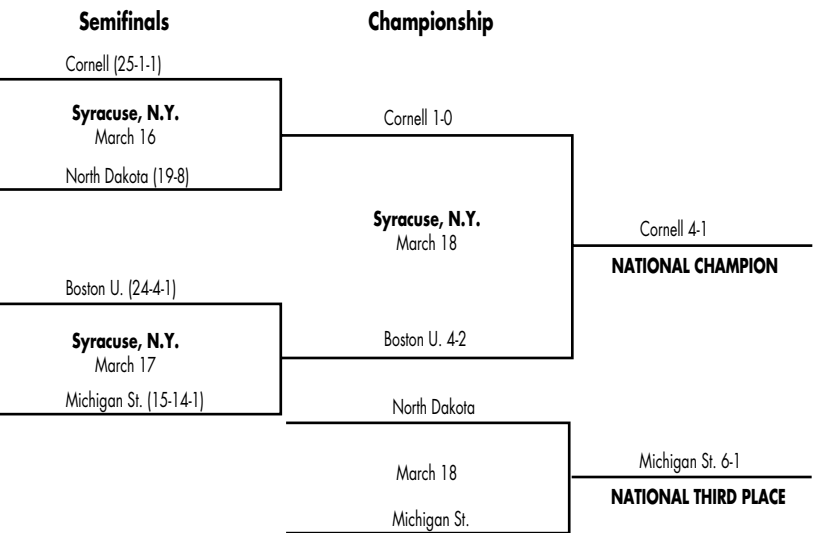 Semifinals
Championship
Cornell (25-1-1)
Syracuse, N.Y.
March 16
North Dakota (19-8)
Cornell 1-0
Syracuse, N.Y.
March 18
Cornell 4-1
NATIONAL CHAMPION
Boston U. (24-4-1)
Syracuse, N.Y.
March 17
Michigan St. (15-14-1)
Boston U. 4-2
North Dakota
March 18
Michigan St.
Michigan St. 6-1
NATIONAL THIRD PLACE